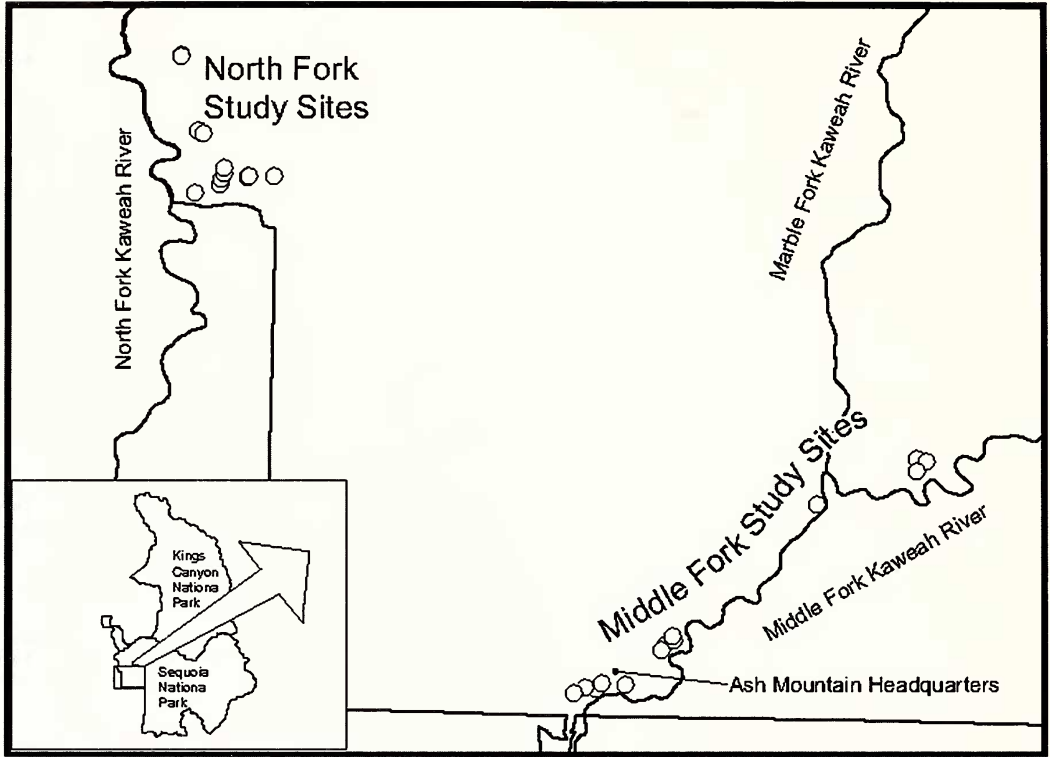 North Fork
Study Sites
North Fork Kaweah River
Marble Fork Kaweah River
Middle Fork Study Sites
Middle Fork Kaweah River
Ash Mountain Headquarters
Kings
Canyon
Nationa
Park
Sequoia
Nationa
Park